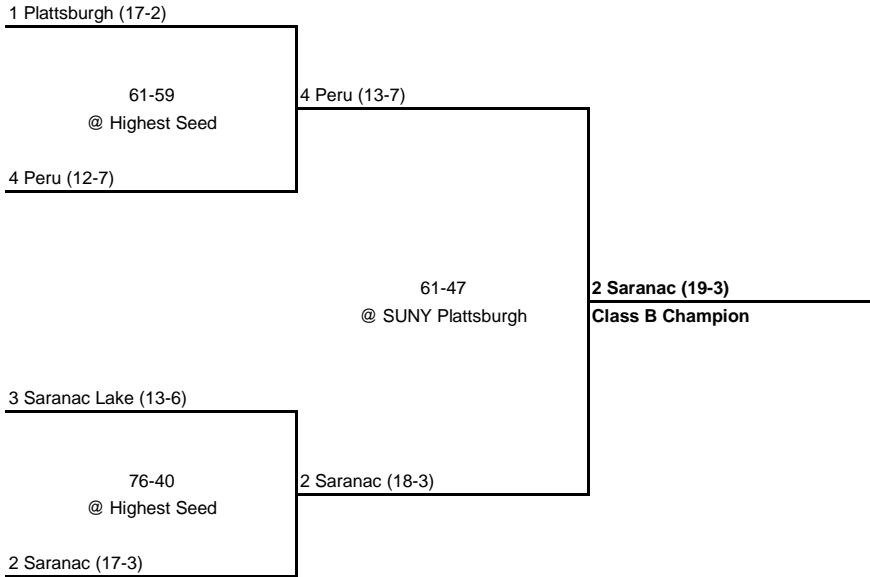 1 Plattsburgh (17-2)
61-59
@ Highest Seed
4 Peru (13-7)
4 Peru (12-7)
61-47
@ SUNY Plattsburgh
2 Saranac (19-3)
Class B Champion
3 Saranac Lake (13-6)
76-40
@ Highest Seed
2 Saranac (18-3)
2 Saranac (17-3)